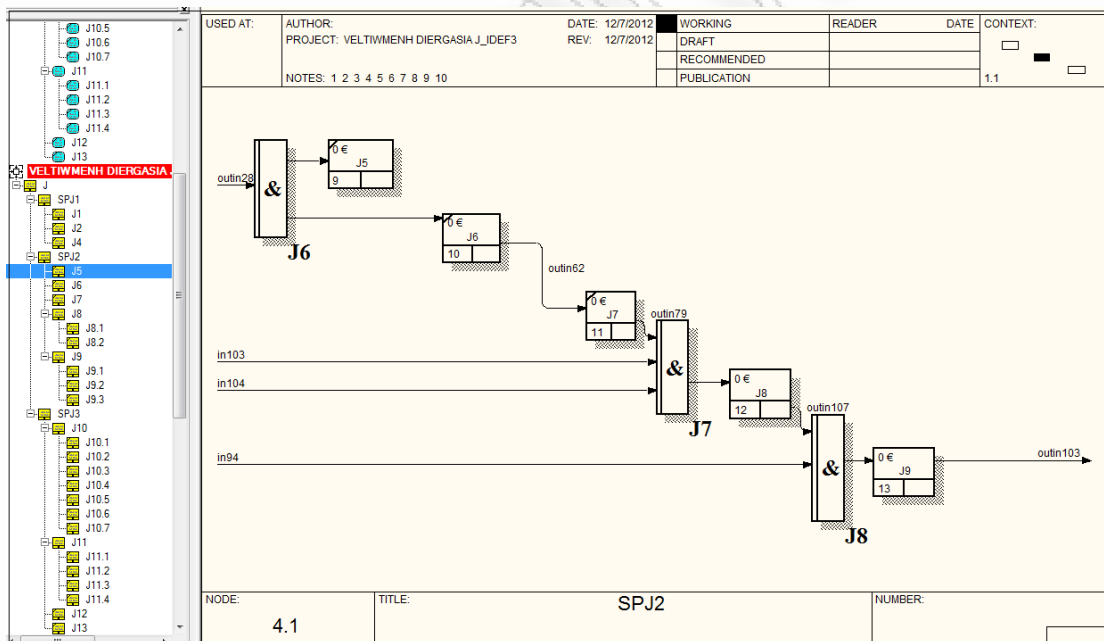 J10.5
J10.6
J10.7
J11
J11.1
J11.2
J11.3
J11.4
J12
J13
VELTIWMENH DIERGASIA
J
SPJ1
J1
J2
J4
SPJ2
J5
J6
J7
J8
J8.1
J8.2
J9
J9.1
J9.2
J9.3
SPJ3
J10
J10.1
J10.2
J10.3
J10.4
J10.5
J10.6
J10.7
J11
J11.1
J11.2
J11.3
J11.4
J12
J13
USED AT:
AUTHOR:
DATE: 12/7/2012
PROJECT: VELTIWMENH DIERGASIA J_IDEF3
REV: 12/7/2012
NOTES: 1 2 3 4 5 6 7 8 9 10
WORKING
DRAFT
RECOMMENDED
PUBLICATION
READER
DATE
CONTEXT:
1.1
outin28
&
J6
0 €
J5
9
0 €
J6
10
outin62
0 €
J7
11
outin79
in103
in104
&
J7
0 €
J8
12
outin107
in94
&
J8
0 €
J9
13
outin103
NODE:
4.1
TITLE:
SPJ2
NUMBER: